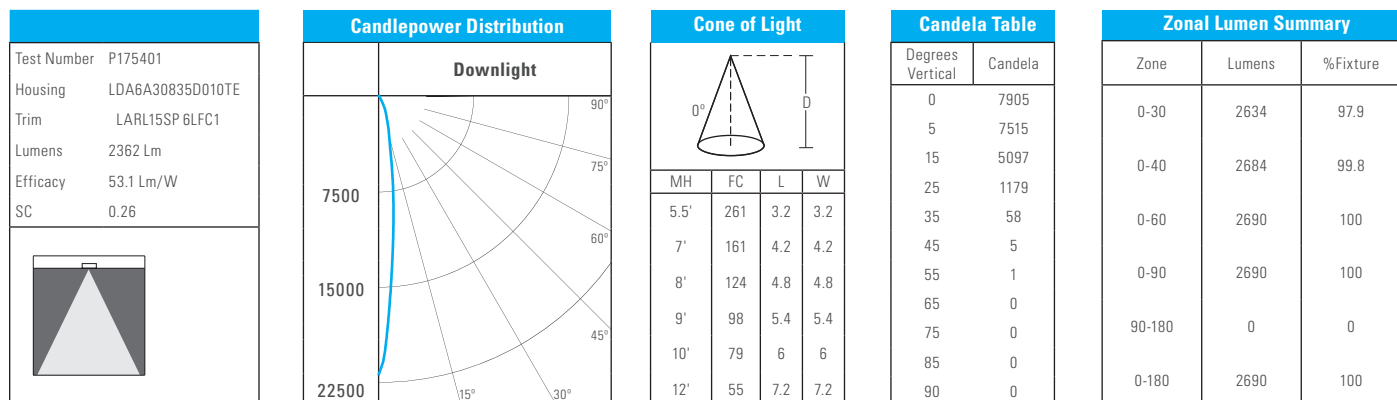 Test Number P175401
Housing LDA6A30835D010TE
Trim LARL15SP 6LFC1
Lumens 2362 Lm
Efficacy 53.1 Lm/W
SC 0.26
Candlepower Distribution
Downlight
90°
75°
7500
60°
15000
45°
22500
15°
30°
Cone of Light
0°
D
MH FC L W
5.5' 261 3.2 3.2
7' 161 4.2 4.2
8' 124 4.8 4.8
9' 98 5.4 5.4
10' 79 6 6
12' 55 7.2 7.2
Candela Table
Degrees Vertical Candela
0 7905
5 7515
15 5097
25 1179
35 58
45 5
55 1
65 0
75 0
85 0
90 0
Zonal Lumen Summary
Zone Lumens %Fixture
0-30 2634 97.9
0-40 2684 99.8
0-60 2690 100
0-90 2690 100
90-180 0 0
0-180 2690 100